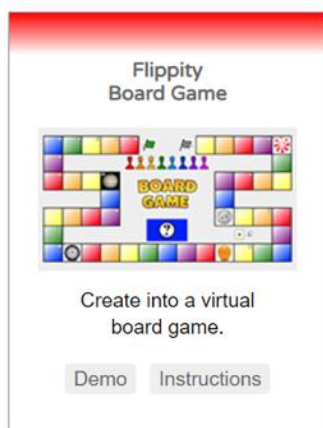 Flippity
Board Game
BOARD
GAME
?
Create into a virtual
board game.
Demo Instructions